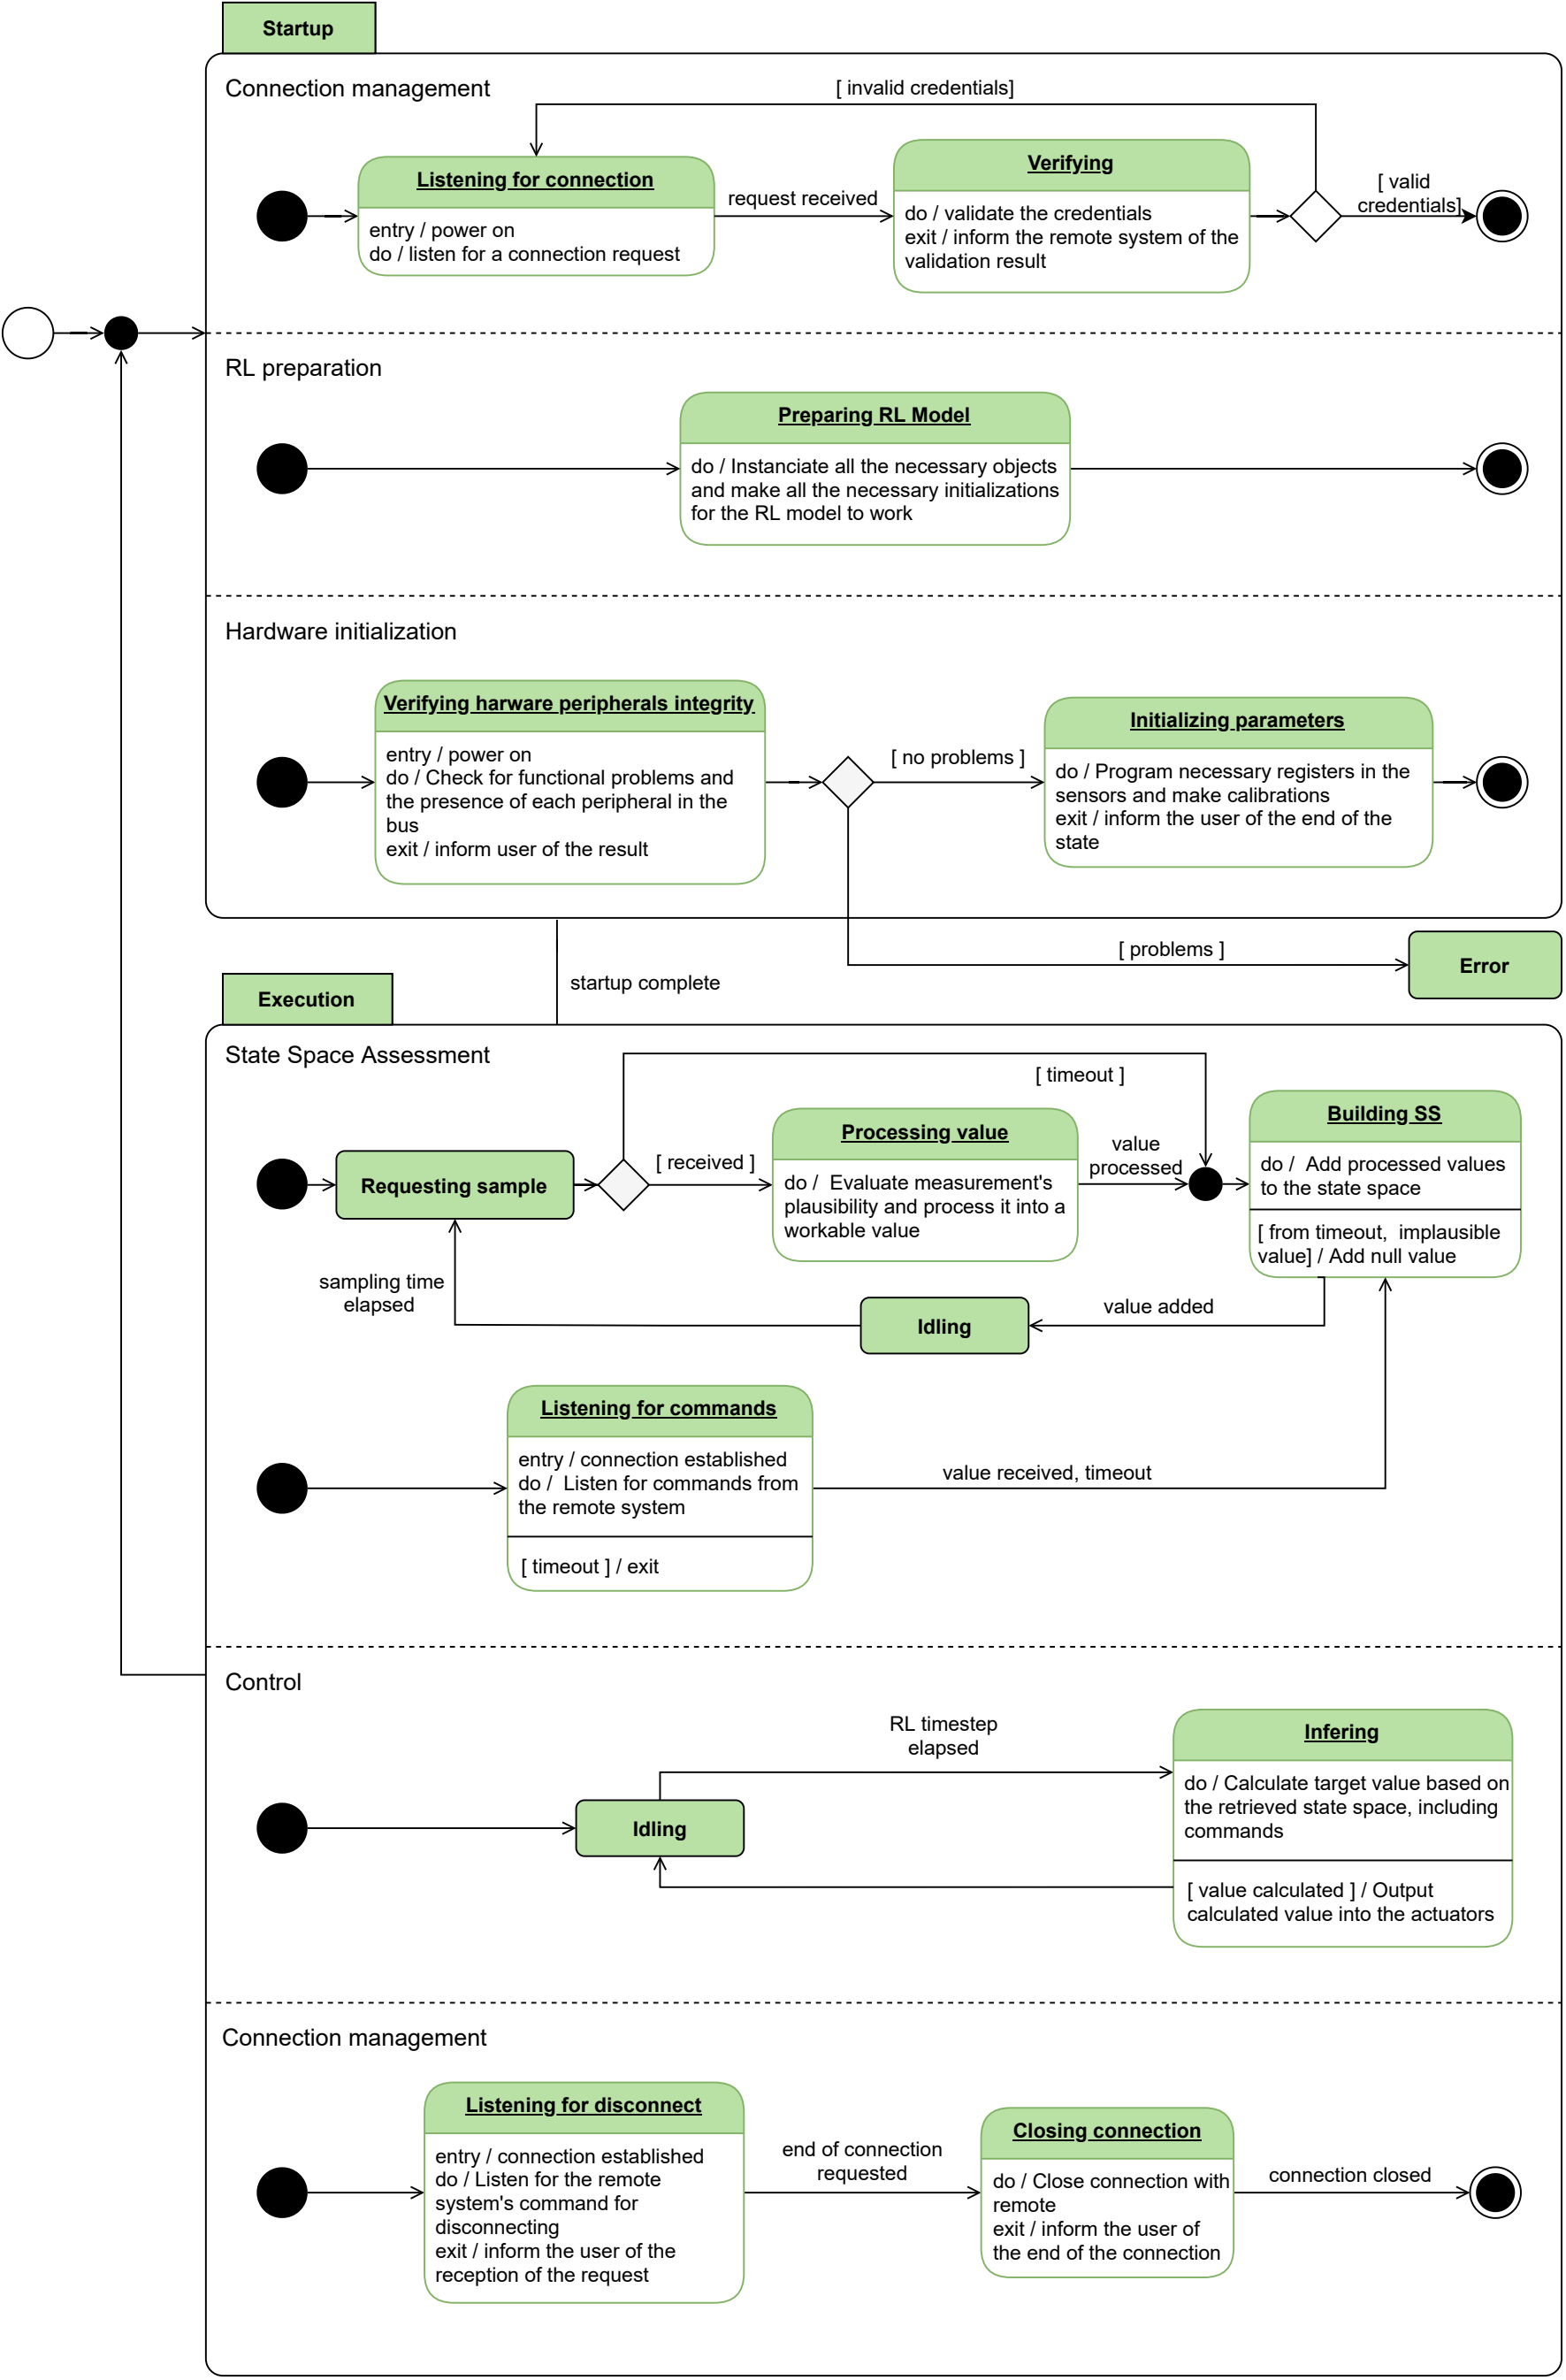 Startup
Connection management
[ invalid credentials]
Listening for connection
entry / power on
do / listen for a connection request
request received
Verifying
do / validate the credentials
exit / inform the remote system of the
validation result
[ valid
credentials]
RL preparation
Preparing RL Model
do / Instanciate all the necessary objects
and make all the necessary initializations
for the RL model to work
Hardware initialization
Verifying harware peripherals integrity
entry / power on
do / Check for functional problems and
the presence of each peripheral in the
bus
exit / inform user of the result
[ no problems ]
Initializing parameters
do / Program necessary registers in the
sensors and make calibrations
exit / inform the user of the end of the
state
[ problems ]
Error
startup complete
Execution
State Space Assessment
[ timeout ]
Requesting sample
[ received ]
Processing value
do /  Evaluate measurement's
plausibility and process it into a
workable value
value
processed
Building SS
do /  Add processed values
to the state space
[ from timeout,  implausible
value] / Add null value
sampling time
elapsed
Idling
value added
Listening for commands
entry / connection established
do /  Listen for commands from
the remote system
[ timeout ] / exit
value received, timeout
Control
RL timestep
elapsed
Idling
Infering
do / Calculate target value based on
the retrieved state space, including
commands
[ value calculated ] / Output
calculated value into the actuators
Connection management
Listening for disconnect
entry / connection established
do / Listen for the remote
system's command for
disconnecting
exit / inform the user of the
reception of the request
end of connection
requested
Closing connection
do / Close connection with
remote
exit / inform the user of
the end of the connection
connection closed